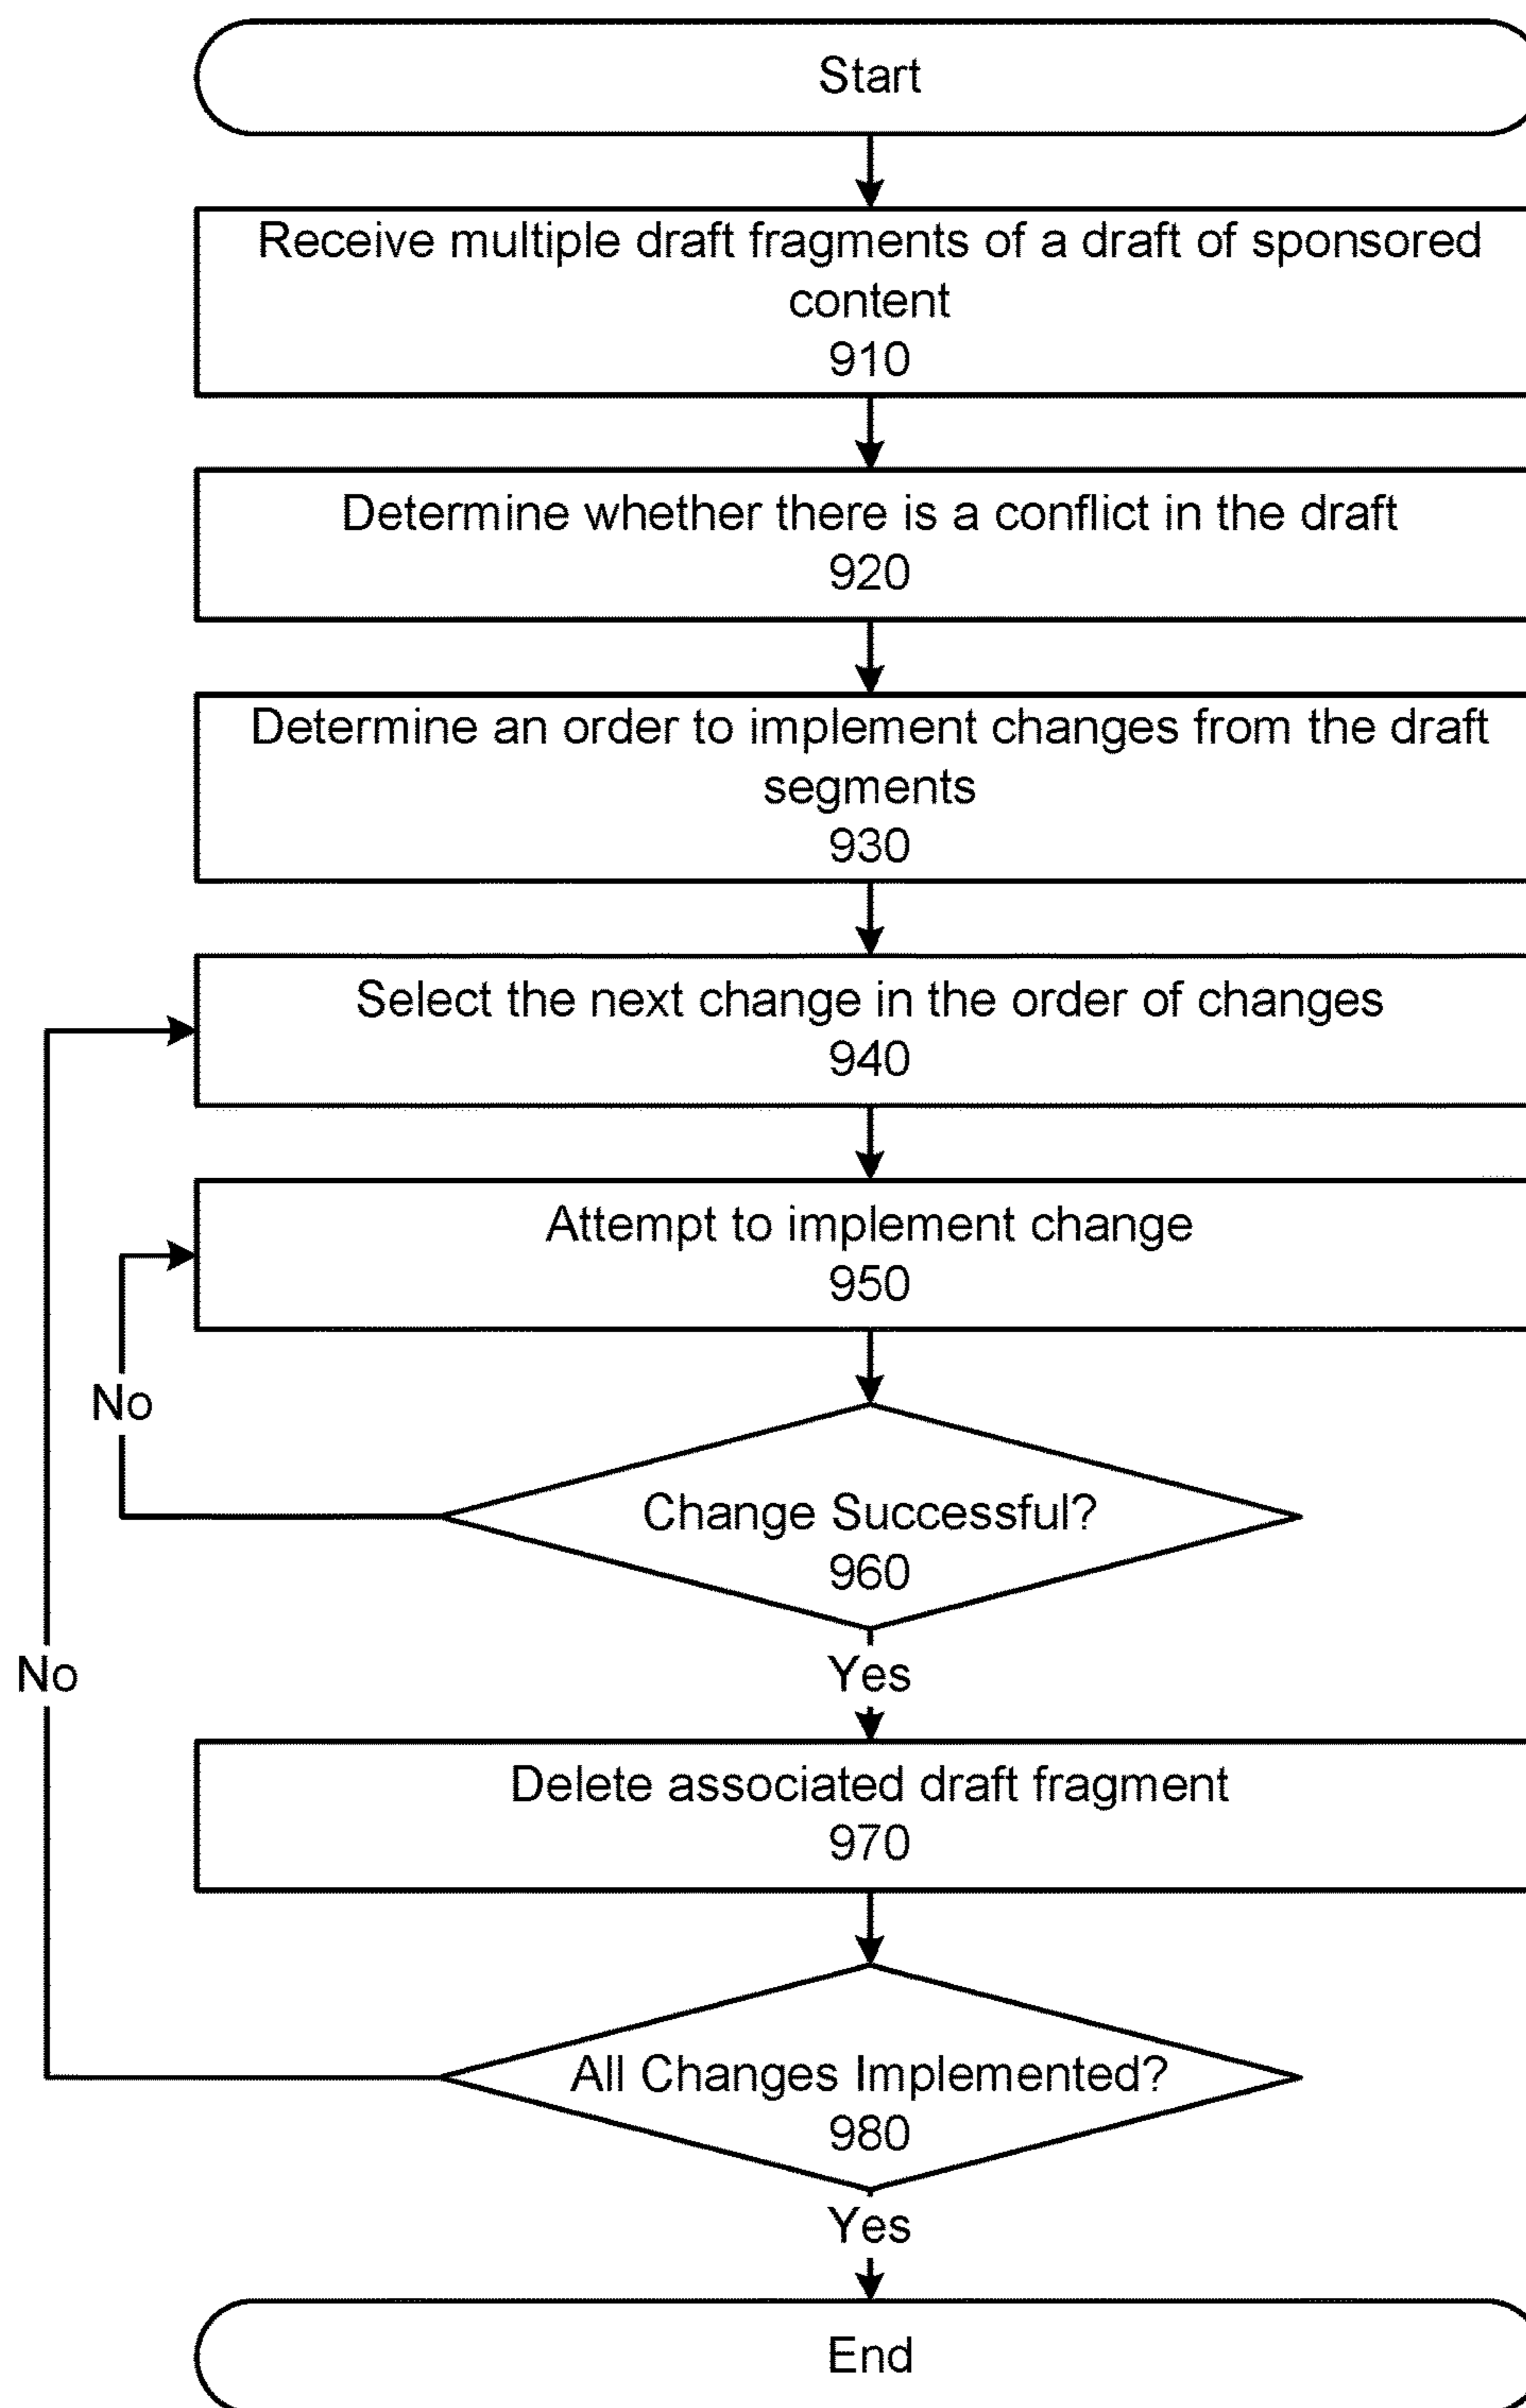 Start
Receive multiple draft fragments of a draft of sponsored
content
910
Determine whether there is a conflict in the draft
920
Determine an order to implement changes from the draft
segments
930
Select the next change in the order of changes
940
Attempt to implement change
950
No
Change Successful?
960
No
Yes
Delete associated draft fragment
970
All Changes Implemented?
980
Yes
End